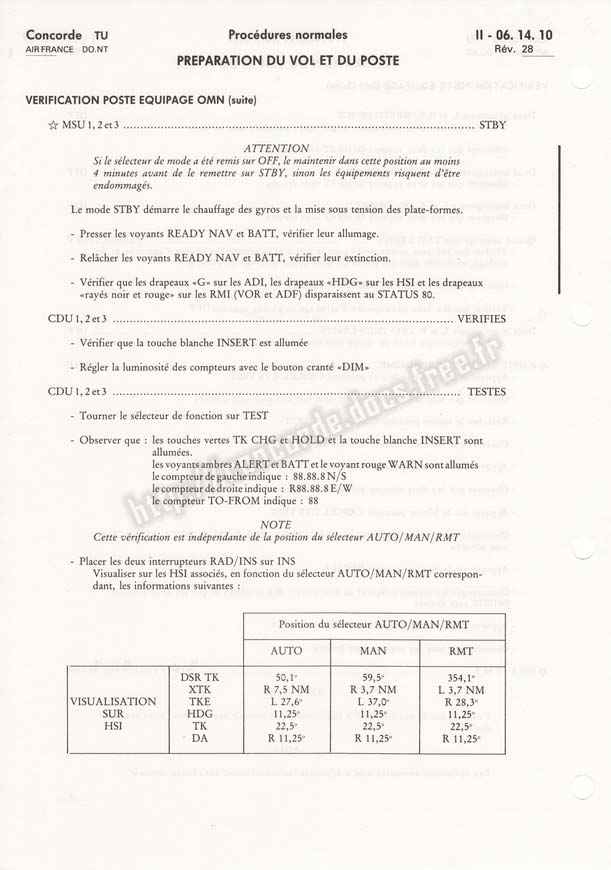 Concorde TU
AIR FRANCE DO.NT
Procédures normales
PREPARATION DU VOL ET DU POSTE
II - 06. 14. 10
Rév. 28
VERIFICATION POSTE EQUIPAGE OMN (suite)
☆ MSU 1, 2 et 3 ........ STBY
ATTENTION
Si le sélecteur de mode a été remis sur OFF, le maintenir dans cette position au moins
4 minutes avant de le remettre sur STBY, sinon les équipements risquent d'être
endommagés.
Le mode STBY démarre le chauffage des gyros et la mise sous tension des plate-formes.
- Presser les voyants READY NAV et BATT, vérifier leur allumage.
- Relâcher les voyants READY NAV et BATT, vérifier leur extinction.
- Vérifier que les drapeaux «G» sur les ADI, les drapeaux «HDG» sur les HSI et les drapeaux
«rayés noir et rouge» sur les RMI (VOR et ADF) disparaissent au STATUS 80.
CDU 1, 2 et 3 ........ VERIFIES
- Vérifier que la touche blanche INSERT est allumée
- Régler la luminosité des compteurs avec le bouton cranté «DIM»
CDU 1, 2 et 3 ........ TESTES
- Tourner le sélecteur de fonction sur TEST
- Observer que : les touches vertes TK CHG et HOLD et la touche blanche INSERT sont
allumées.
les voyants ambres ALERT et BATT et le voyant rouge WARN sont allumés
le compteur de gauche indique : 88.88.8 N/S
le compteur de droite indique : R88.88.8 E/W
le compteur TO-FROM indique : 88
NOTE
Cette vérification est indépendante de la position du sélecteur AUTO/MAN/RMT
- Placer les deux interrupteurs RAD/INS sur INS
Visualiser sur les HSI associés, en fonction du sélecteur AUTO/MAN/RMT correspon-
dant, les informations suivantes :
Position du sélecteur AUTO/MAN/RMT
AUTO MAN RMT
VISUALISATION
SUR
HSI
DSR TK 50,1° 59,5° 354,1°
XTK R 7,5 NM R 3,7 NM L 3,7 NM
TKE L 27,6° L 37,0° R 28,3°
HDG 11,25° 11,25° 11,25°
TK 22,5° 22,5° 22,5°
DA R 11,25° R 11,25° R 11,25°
http://francorde.docs.free.fr